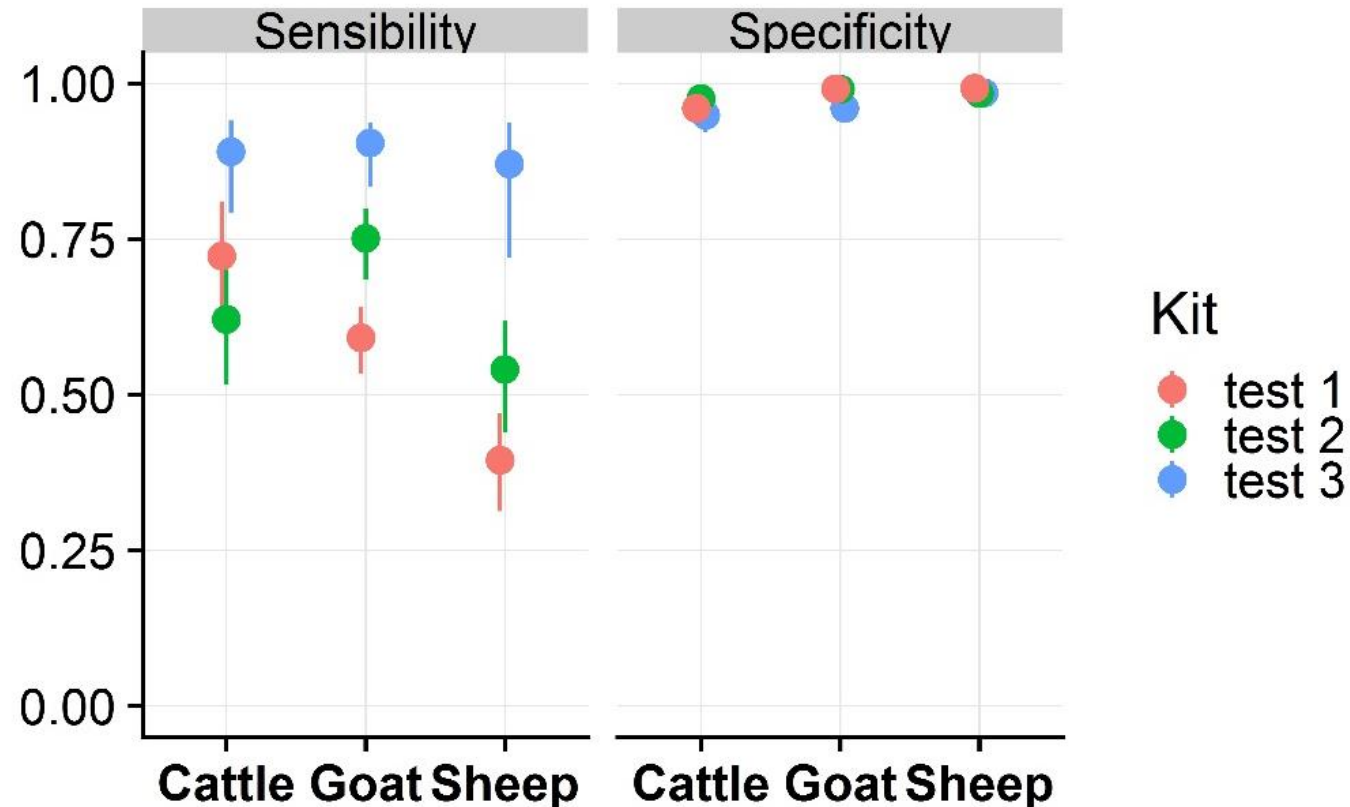 Sensibility
Specificity
1.00
0.75
0.50
0.25
0.00
Cattle Goat Sheep
Cattle Goat Sheep
Kit
test 1
test 2
test 3